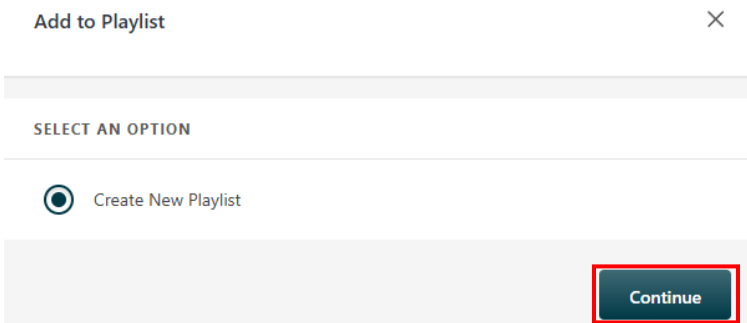 Add to Playlist
SELECT AN OPTION
Create New Playlist
Continue